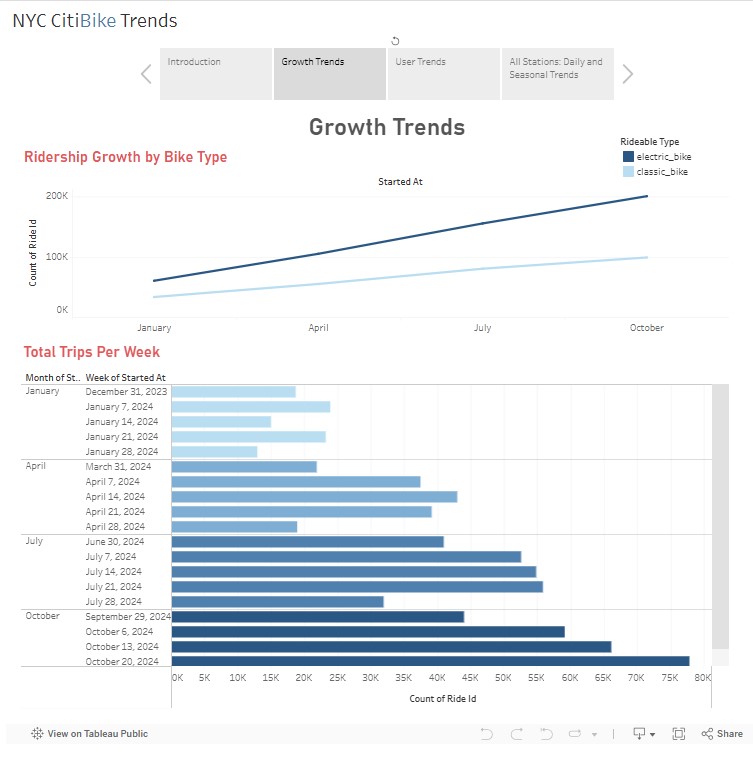 NYC CitiBike Trends
Introduction
Growth Trends
User Trends
All Stations: Daily and
Seasonal Trends
Growth Trends
Ridership Growth by Bike Type
Rideable Type
electric_bike
classic_bike
Started At
Count of Ride Id
200K
100K
0K
January April July October
Total Trips Per Week
Month of St.. Week of Started At
January December 31, 2023
January 7, 2024
January 14, 2024
January 21, 2024
January 28, 2024
April March 31, 2024
April 7, 2024
April 14, 2024
April 21, 2024
April 28, 2024
July June 30, 2024
July 7, 2024
July 14, 2024
July 21, 2024
July 28, 2024
October September 29, 2024
October 6, 2024
October 13, 2024
October 20, 2024
0K 5K 10K 15K 20K 25K 30K 35K 40K 45K 50K 55K 60K 65K 70K 75K 80K
Count of Ride Id
View on Tableau Public
Share